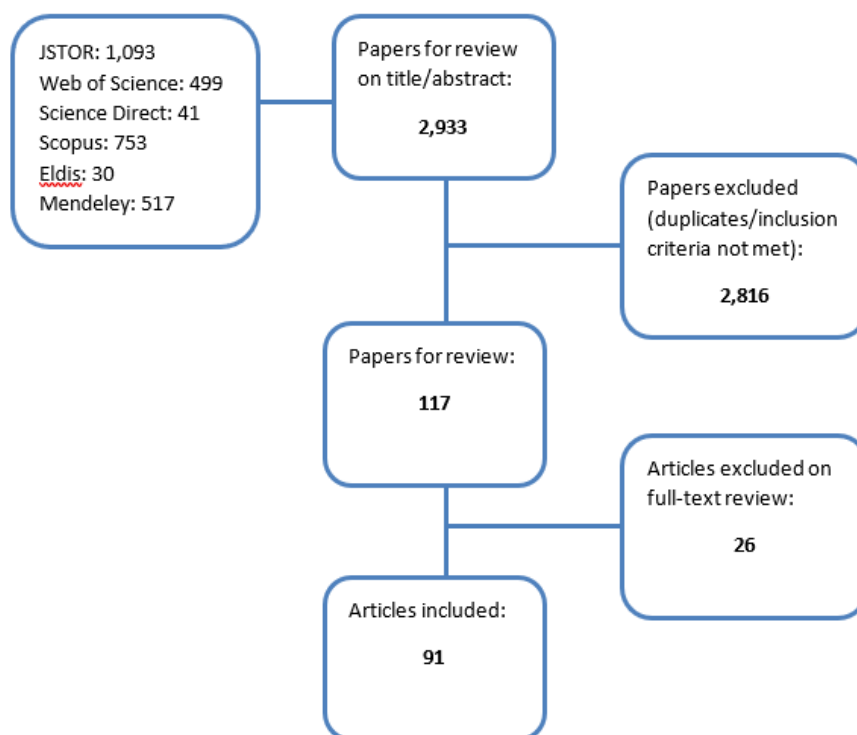 JSTOR: 1,093
Web of Science: 499
Science Direct: 41
Scopus: 753
Eldis: 30
Mendeley: 517
Papers for review
on title/abstract:
2,933
Papers excluded
(duplicates/inclusion
criteria not met):
2,816
Papers for review:
117
Articles excluded on
full-text review:
26
Articles included:
91